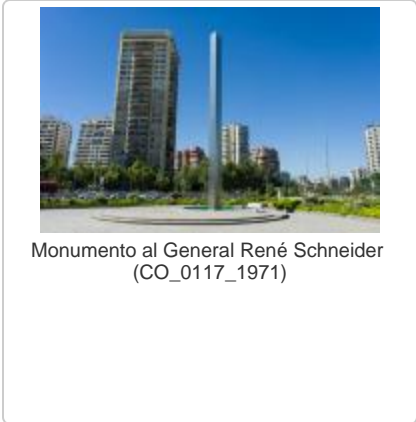 Monumento al General René Schneider
(CO_0117_1971)